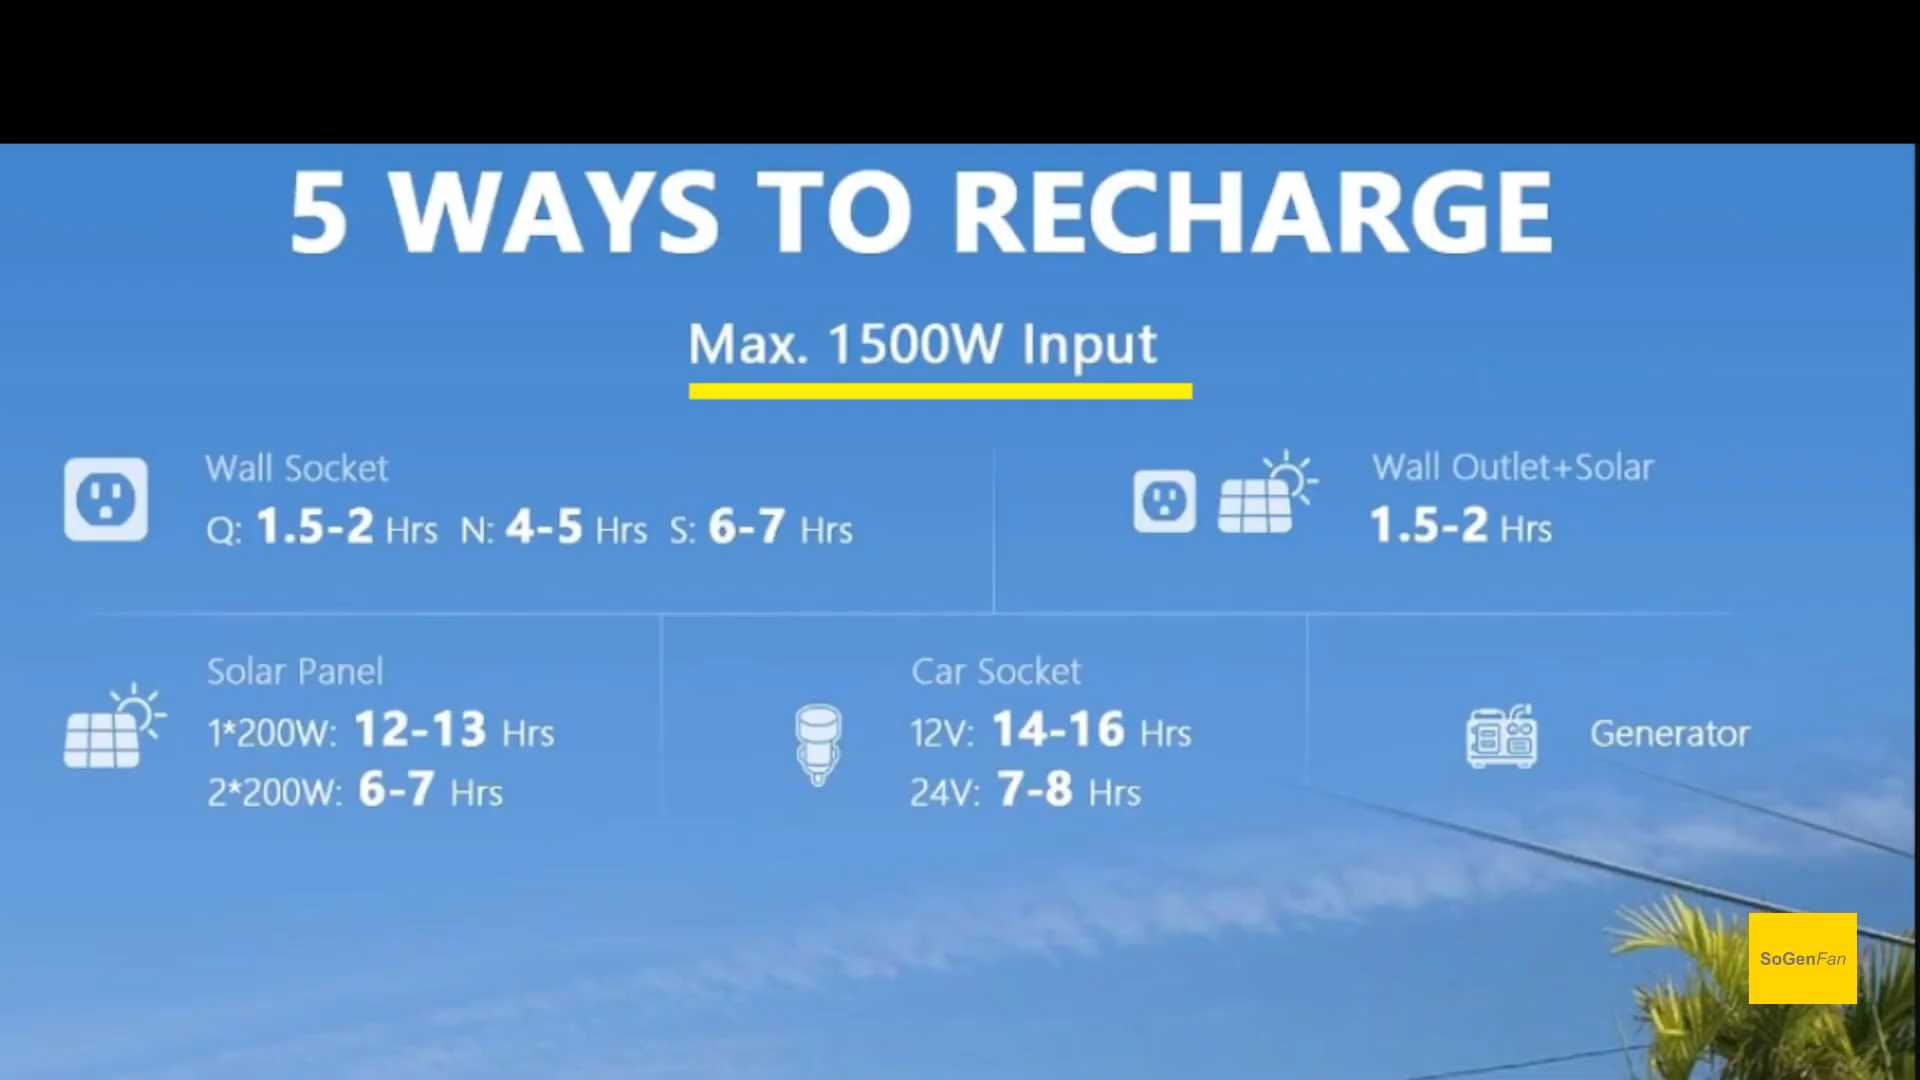 5 WAYS TO RECHARGE
Max. 1500W Input
Wall Socket
Q: 1.5-2 Hrs N: 4-5 Hrs S: 6-7 Hrs
Wall Outlet+Solar
1.5-2 Hrs
Solar Panel
1*200W: 12-13 Hrs
2*200W: 6-7 Hrs
Car Socket
12V: 14-16 Hrs
24V: 7-8 Hrs
Generator
SoGenFan